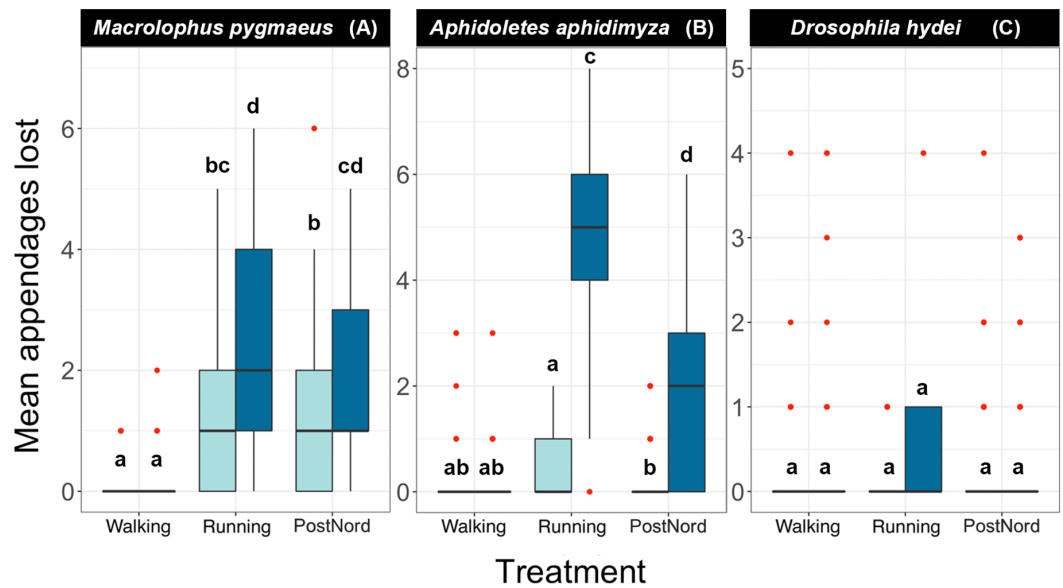 Macrolophus pygmaeus (A)
Aphidoletes aphidimyza (B)
Drosophila hydei (C)
Mean appendages lost
6
4
2
0
a
a
bc
d
b
cd
Walking
Running
PostNord
8
6
4
2
0
ab
ab
a
c
b
d
Walking
Running
PostNord
5
4
3
2
1
0
a
a
a
a
a
a
Walking
Running
PostNord
Treatment